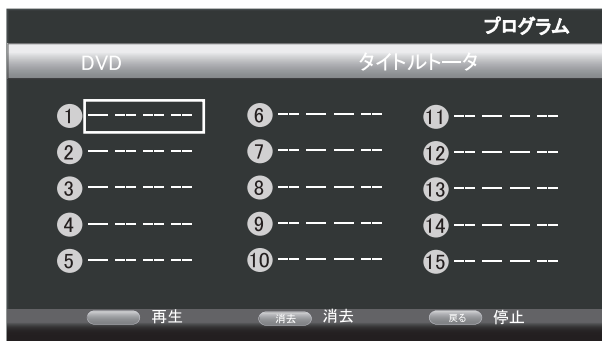 プログラム
DVD タイトルトータ
1 — -- -- -- 6 -- — — -- 11 -- — — --
2 — -- -- -- 7 -- — — -- 12 -- — — --
3 — -- -- -- 8 -- — — -- 13 -- — — --
4 — -- -- -- 9 -- — — -- 14 -- — — --
5 — -- -- -- 10 -- — — -- 15 -- — — --
再生 消去 消去 戻る 停止